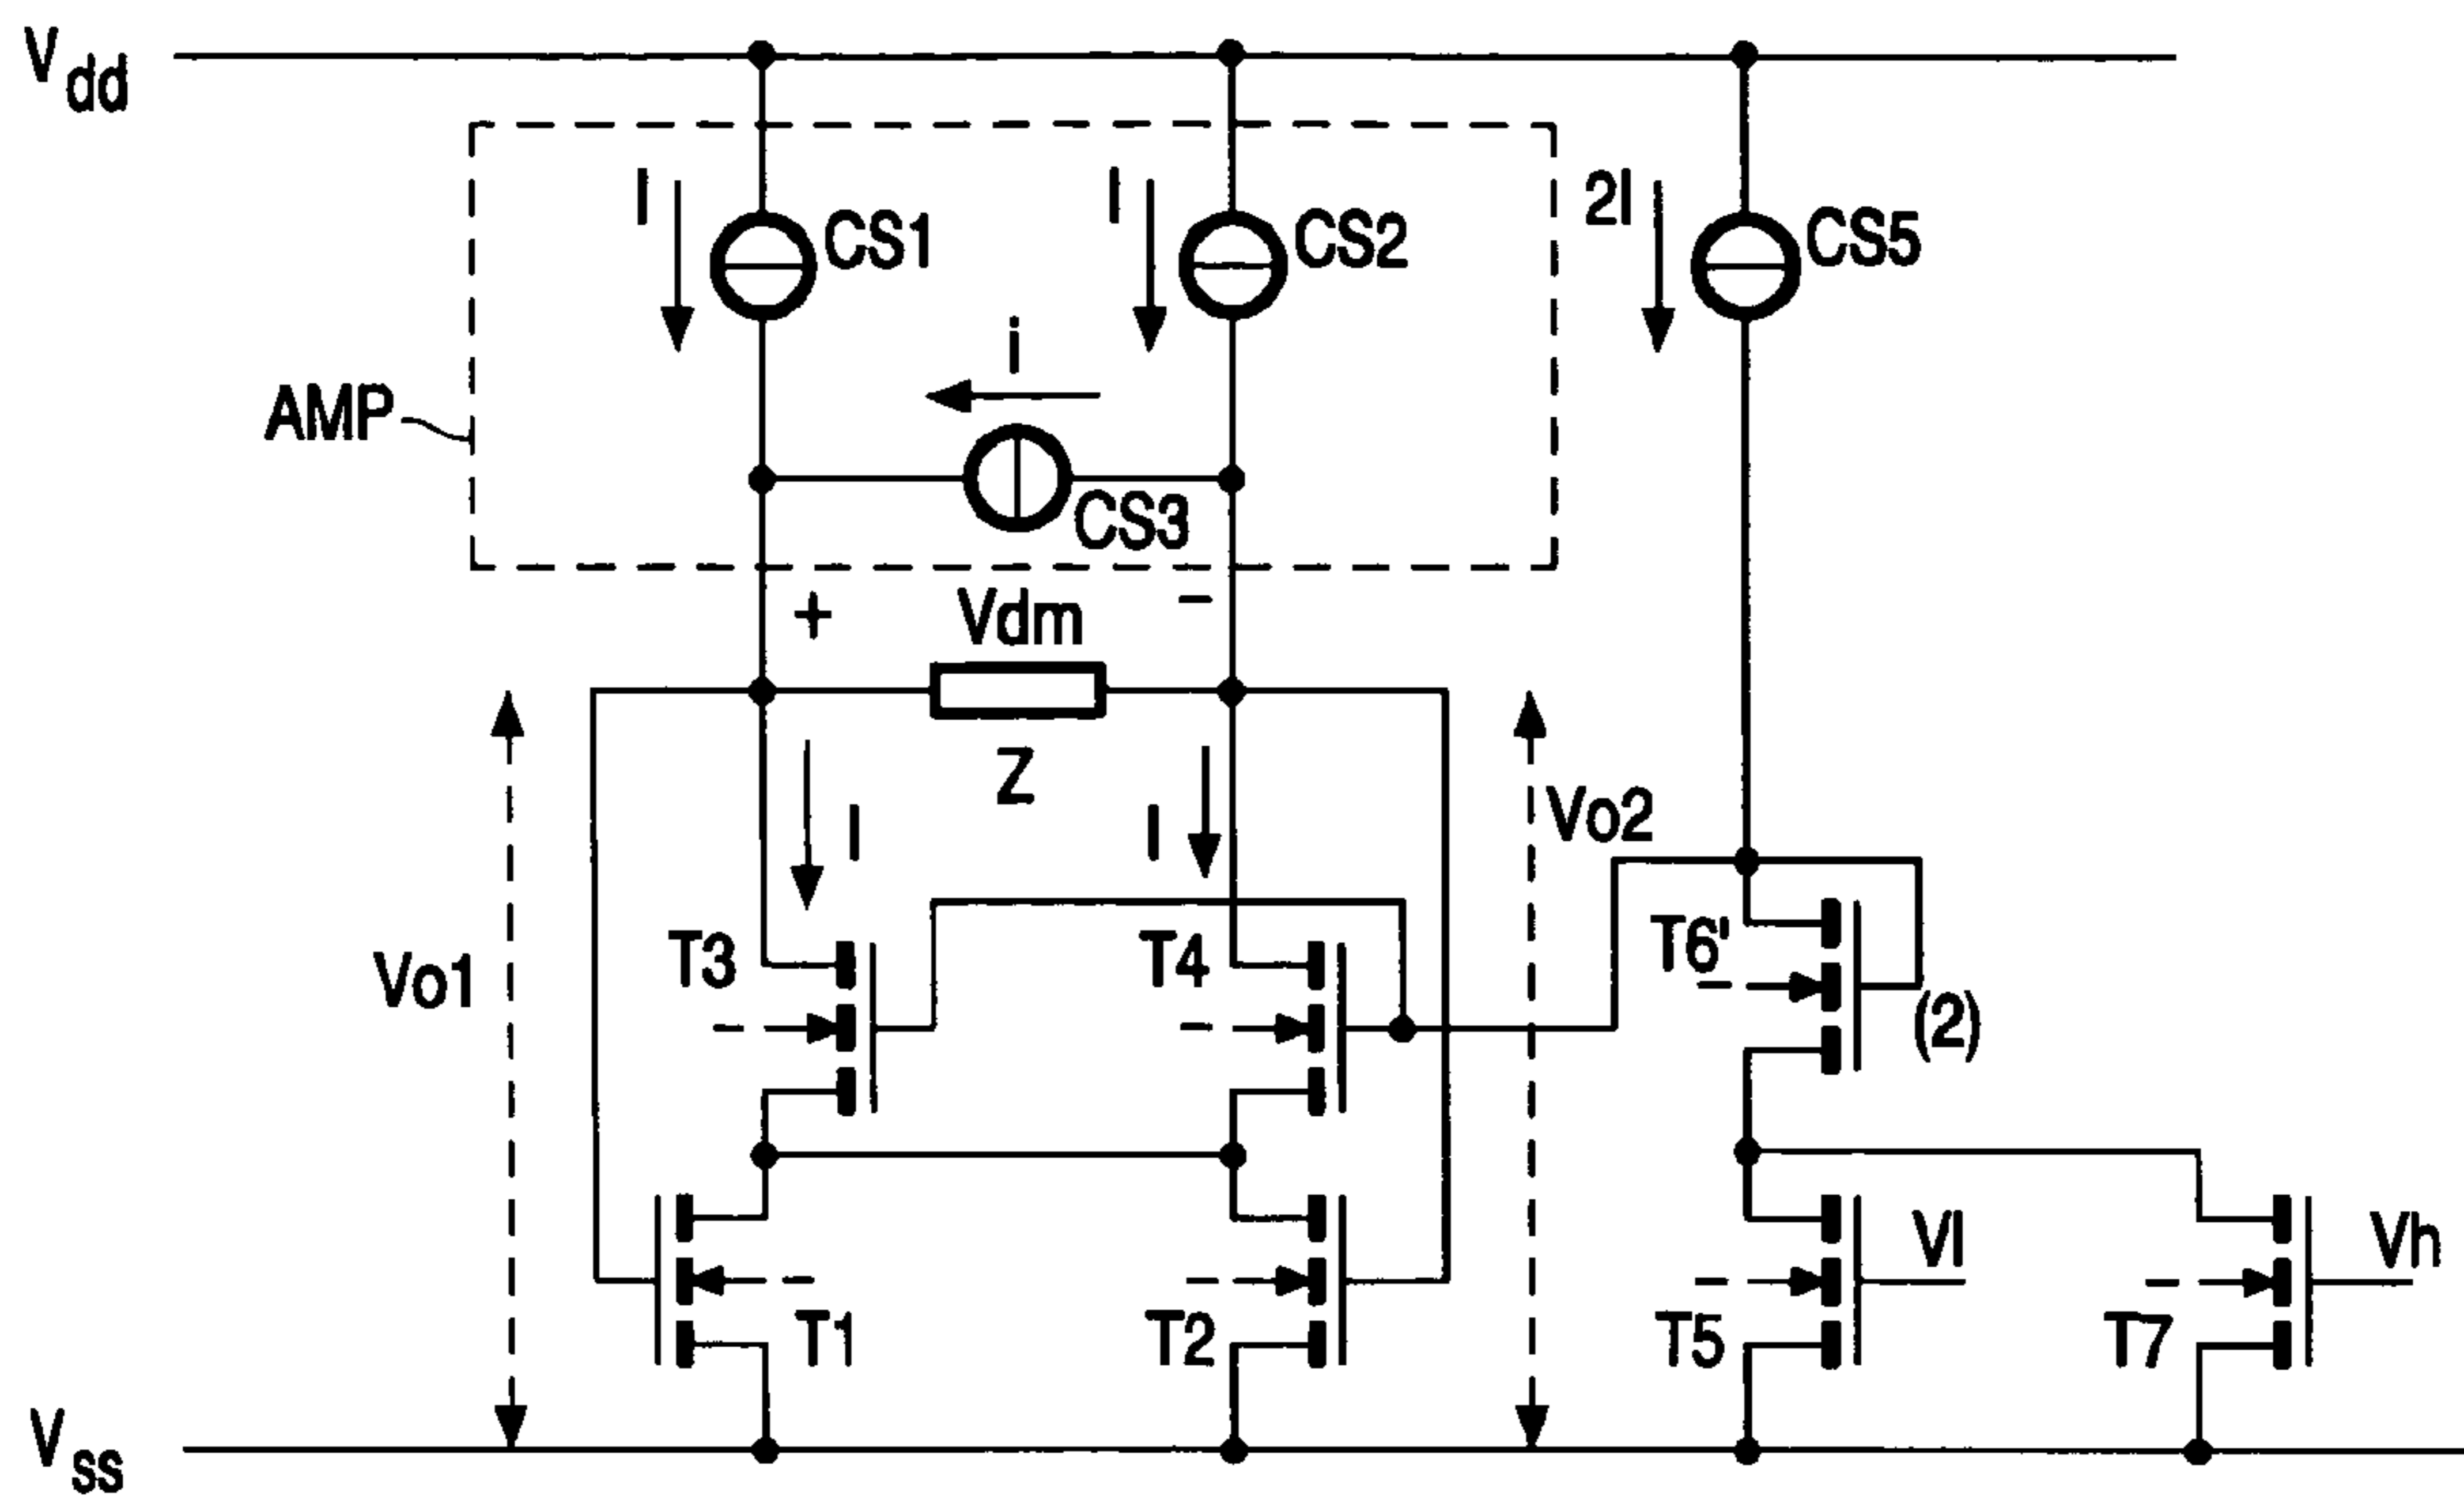 Vdd
I
CS1
I
CS2
2I
CS5
i
AMP
CS3
+
Vdm
-
Z
I
I
Vo2
Vo1
T3
-
T4
-
T6'
-
(2)
-
T1
-
T2
-
T5
Vl
-
T7
Vh
Vss